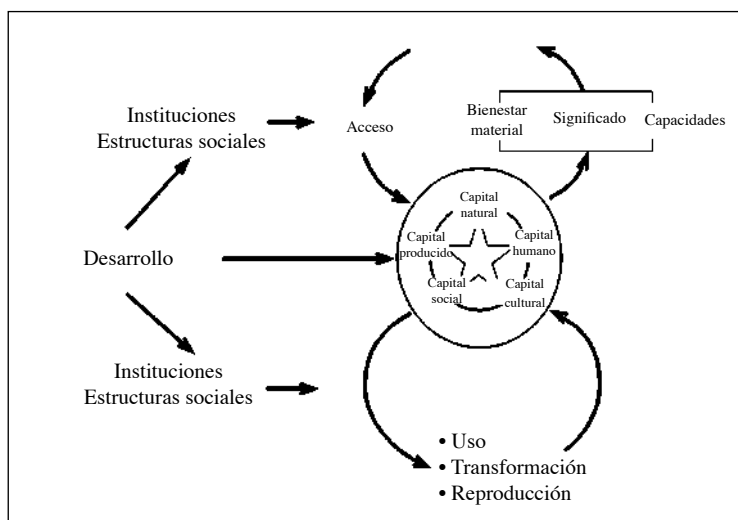 Instituciones
Estructuras sociales
Acceso
Bienestar
material
Significado
Capacidades
Desarrollo
Capital
natural
Capital
producido
Capital
humano
Capital
social
Capital
cultural
Instituciones
Estructuras sociales
• Uso
• Transformación
• Reproducción